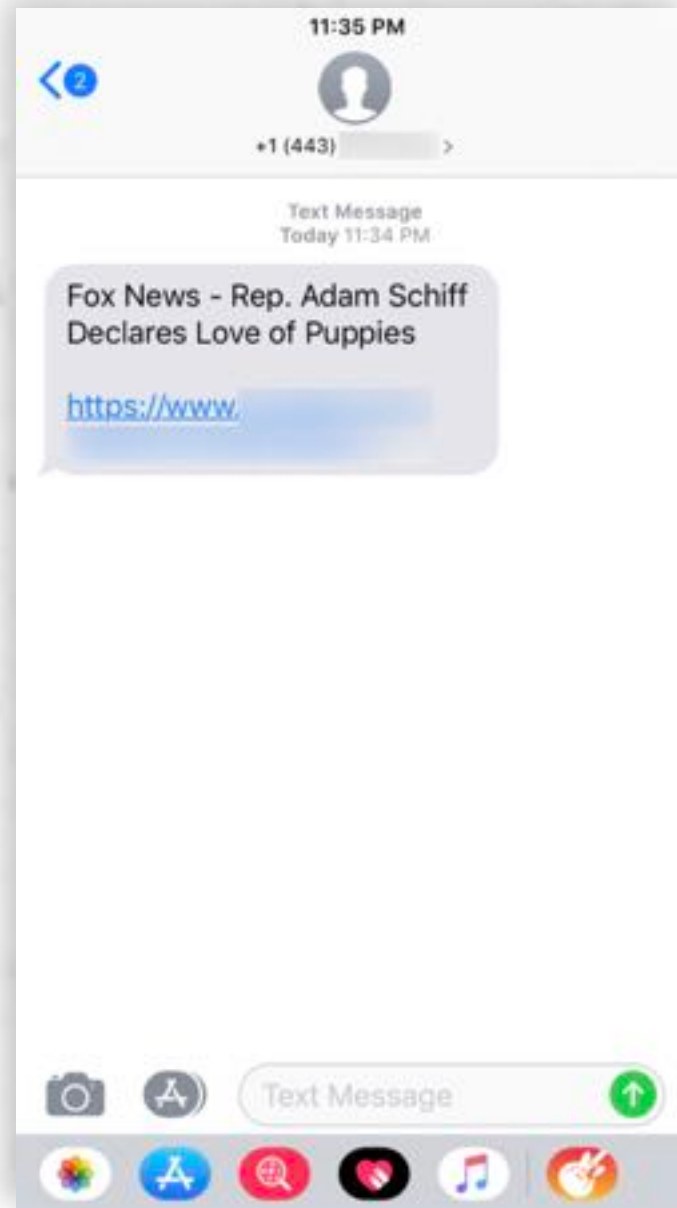 11:35 PM
2
+1 (443)
Text Message
Today 11:34 PM
Fox News - Rep. Adam Schiff
Declares Love of Puppies
https://www.
Text Message